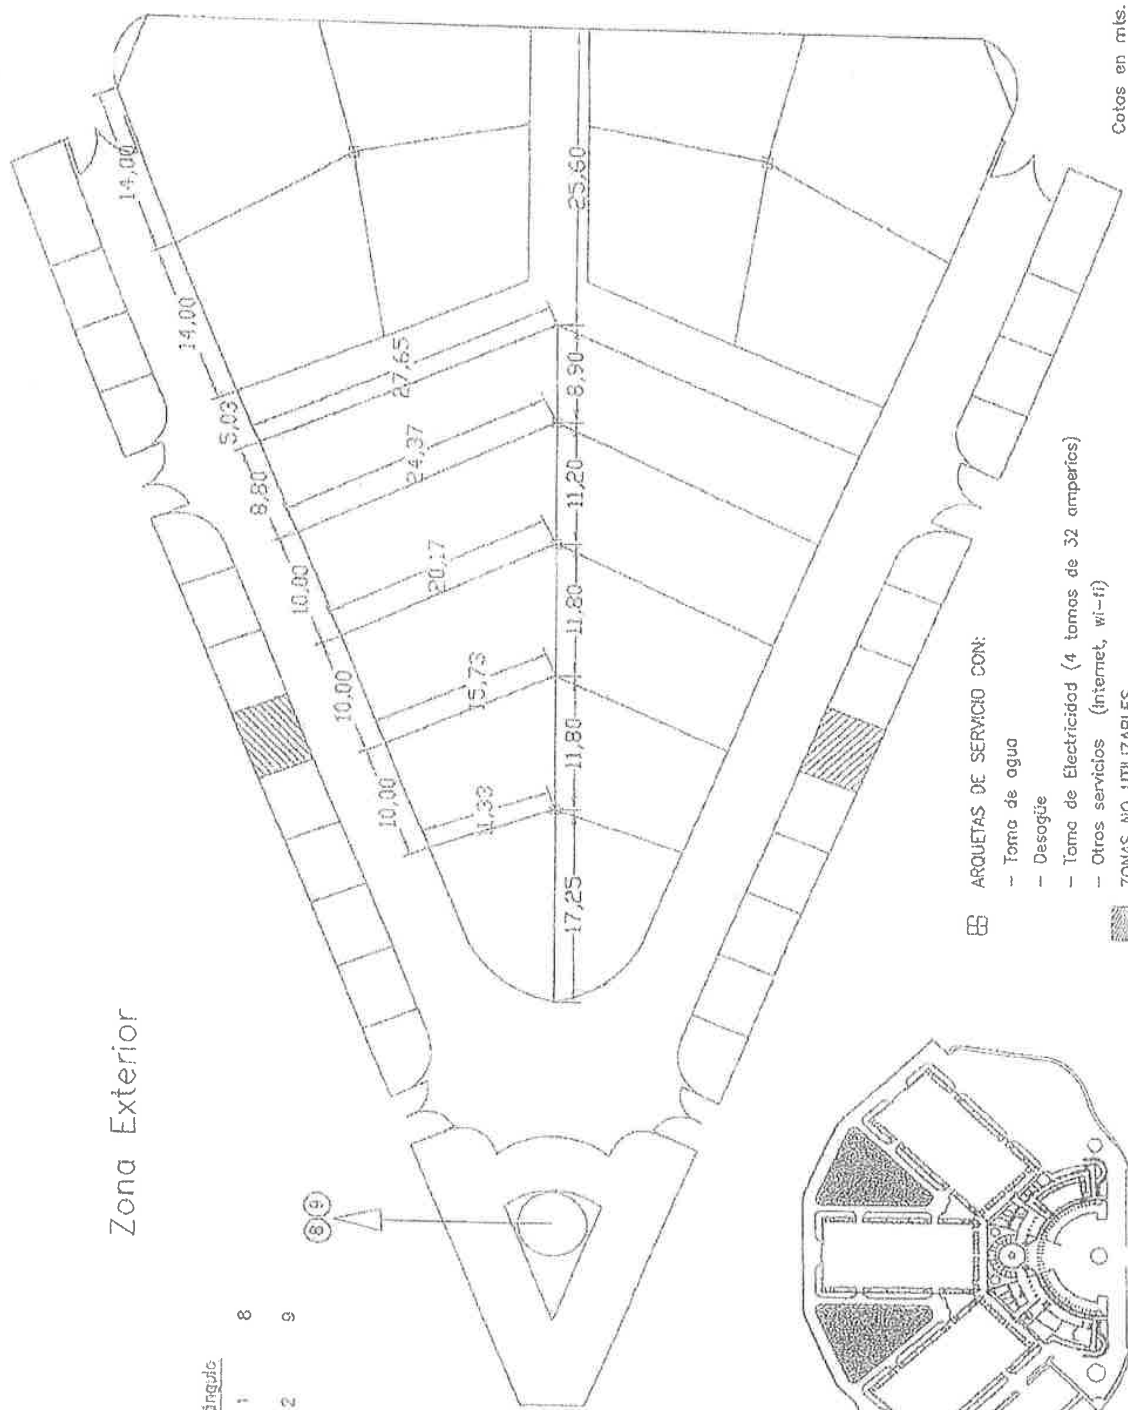 Zona Exterior
1 8
2 9
8 9
14,00
14,00
5,03
8,80
10,00
10,00
10,00
27,65
24,37
20,17
15,73
11,33
25,60
8,90
11,20
11,80
11,80
17,25
ARQUETAS DE SERVICIO CON:
- Toma de agua
- Desagüe
- Toma de Electricidad (4 tomas de 32 amperios)
- Otros servicios (Internet, wi-fi)
ZONAS NO UTILIZABLES
Cotas en mts.